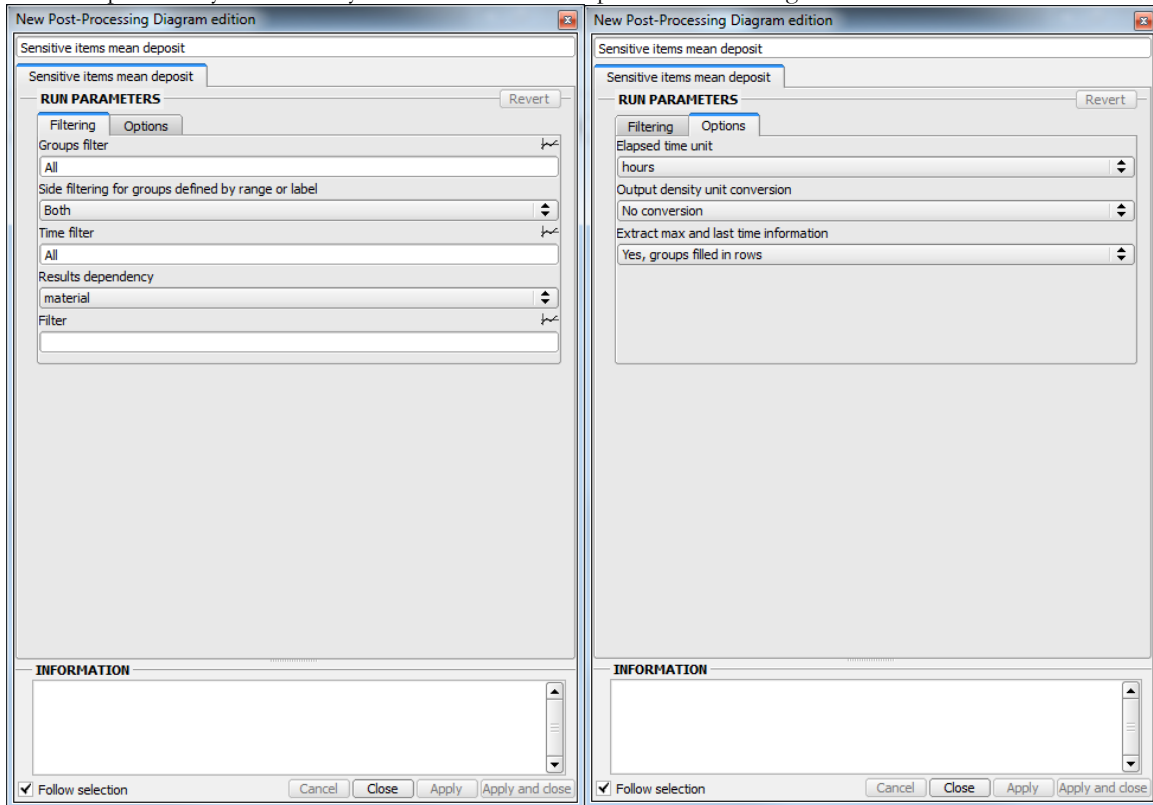 New Post-Processing Diagram edition
Sensitive items mean deposit
Sensitive items mean deposit
RUN PARAMETERS
Revert
Filtering Options
Groups filter
All
Side filtering for groups defined by range or label
Both
Time filter
All
Results dependency
material
Filter
INFORMATION
Follow selection
Cancel Close Apply Apply and close
New Post-Processing Diagram edition
Sensitive items mean deposit
Sensitive items mean deposit
RUN PARAMETERS
Revert
Filtering Options
Elapsed time unit
hours
Output density unit conversion
No conversion
Extract max and last time information
Yes, groups filled in rows
INFORMATION
Follow selection
Cancel Close Apply Apply and close